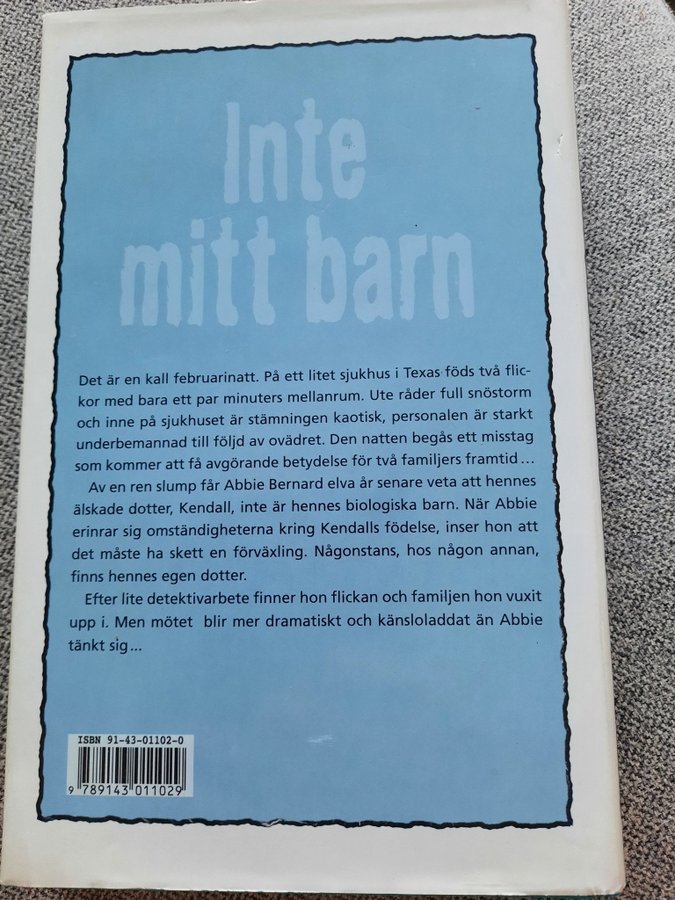 Inte
mitt barn
Det är en kall februarinatt. På ett litet sjukhus i Texas föds två flic-
kor med bara ett par minuters mellanrum. Ute råder full snöstorm
och inne på sjukhuset är stämningen kaotisk, personalen är starkt
underbemannad till följd av ovädret. Den natten begås ett misstag
som kommer att få avgörande betydelse för två familjers framtid ...
Av en ren slump får Abbie Bernard elva år senare veta att hennes
älskade dotter, Kendall, inte är hennes biologiska barn. När Abbie
erinrar sig omständigheterna kring Kendalls födelse, inser hon att
det måste ha skett en förväxling. Någonstans, hos någon annan,
finns hennes egen dotter.
Efter lite detektivarbete finner hon flickan och familjen hon vuxit
upp i. Men mötet blir mer dramatiskt och känsloladdat än Abbie
tänkt sig ...
ISBN 91-43-01102-0
9 789143 011029